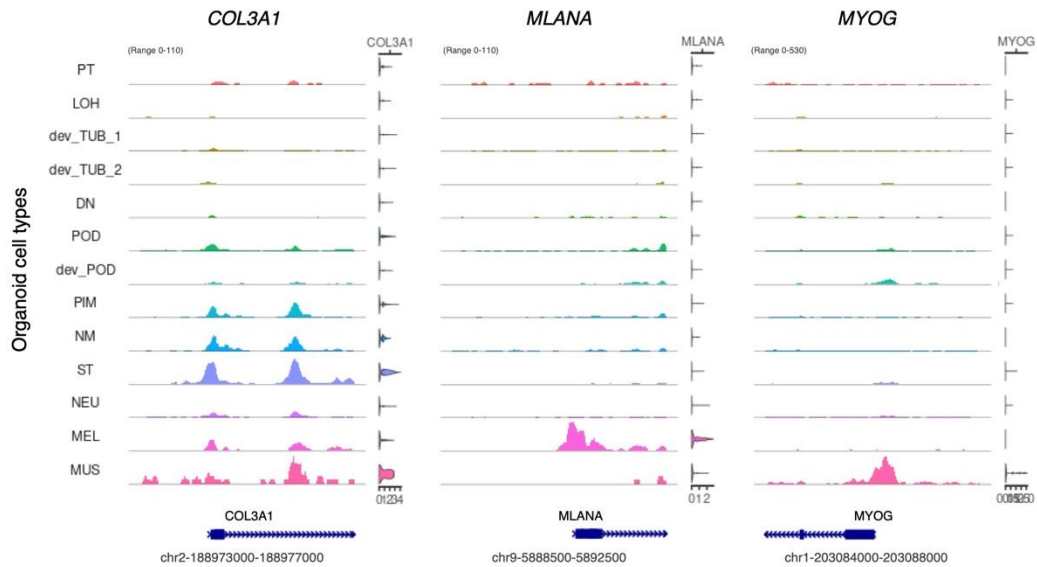 COL3A1 MLANA MYOG
COL3A1 MLANA MYOG
(Range 0-110) (Range 0-110) (Range 0-530)
Organoid cell types
PT
LOH
dev_TUB_1
dev_TUB_2
DN
POD
dev_POD
PIM
NM
ST
NEU
MEL
MUS
01234 012
COL3A1 MLANA MYOG
chr2-188973000-188977000 chr9-5888500-5892500 chr1-203084000-203088000